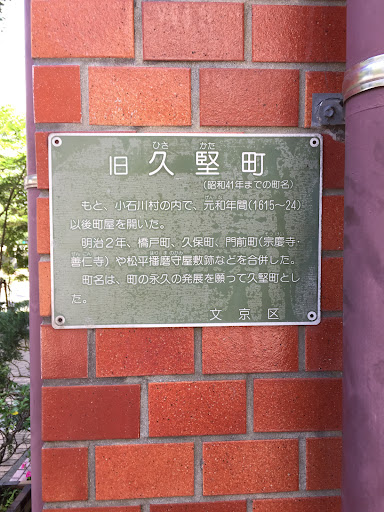 ひさ かた
旧 久 堅 町
(昭和41年までの町名)
もと、小石川村の内で、元和年間(1615〜24)
以後町屋を開いた。
明治2年、橋戸町、久保町、門前町(宗慶寺・
善仁寺)や松平播磨守屋敷跡などを合併した。
町名は、町の永久の発展を願って久堅町とし
た。
文 京 区